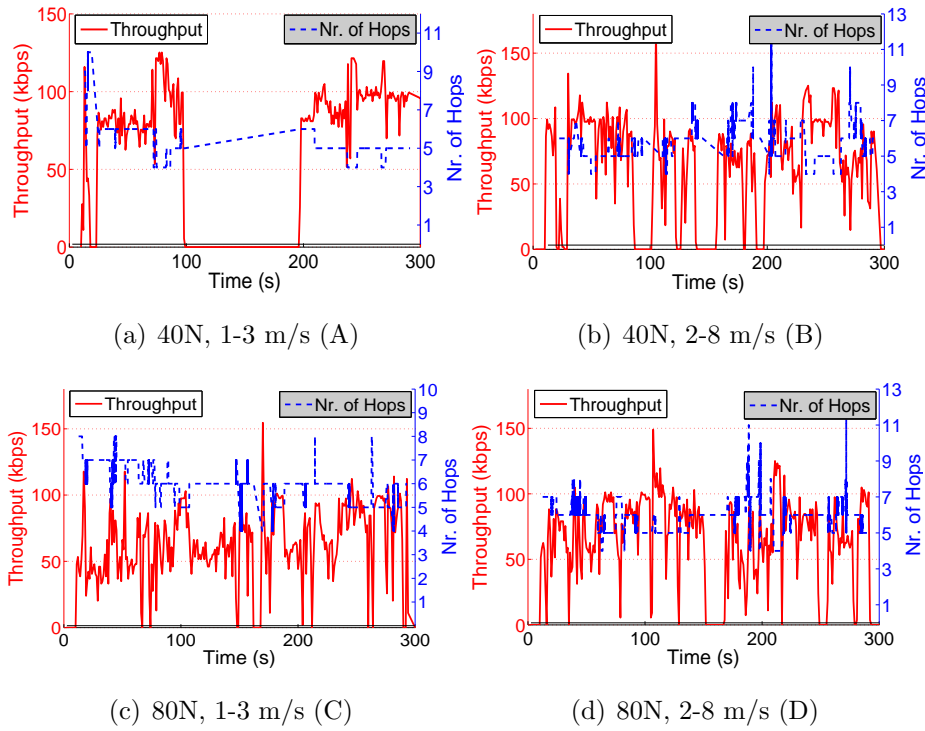 Throughput
Nr. of Hops
Throughput (kbps)
150
100
50
0
11
9
7
5
3
1
Nr. of Hops
0
100
200
300
Time (s)
(a) 40N, 1-3 m/s (A)
Throughput
Nr. of Hops
Throughput (kbps)
150
100
50
0
13
11
9
7
5
3
1
Nr. of Hops
0
100
200
300
Time (s)
(b) 40N, 2-8 m/s (B)
Throughput
Nr. of Hops
Throughput (kbps)
150
100
50
0
10
9
8
7
6
5
4
3
2
1
Nr. of Hops
0
100
200
300
Time (s)
(c) 80N, 1-3 m/s (C)
Throughput
Nr. of Hops
Throughput (kbps)
150
100
50
0
13
11
9
7
5
3
1
Nr. of Hops
0
100
200
300
Time (s)
(d) 80N, 2-8 m/s (D)